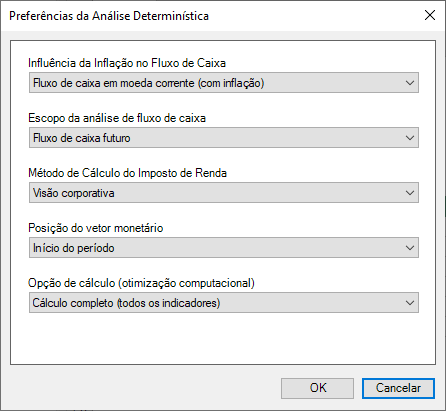 Preferências da Análise Determinística
Influência da Inflação no Fluxo de Caixa
Fluxo de caixa em moeda corrente (com inflação)
Escopo da análise de fluxo de caixa
Fluxo de caixa futuro
Método de Cálculo do Imposto de Renda
Visão corporativa
Posição do vetor monetário
Início do período
Opção de cálculo (otimização computacional)
Cálculo completo (todos os indicadores)
OK
Cancelar